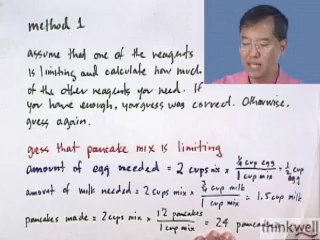 method 1
assume that one of the reagents
is limiting and calculate how much
of the other reagents you need. If
you have enough, your guess was correct. Otherwise,
guess again.
guess that pancake mix is limiting
amount of egg needed = 2 cups mix × 1/4 cup egg / 1 cup mix = 1/2 cup egg
amount of milk needed = 2 cups mix × 3/4 cup milk / 1 cup mix = 1.5 cup milk
pancakes made = 2 cups mix × 12 pancakes / 1 cup mix = 24
thinkwell